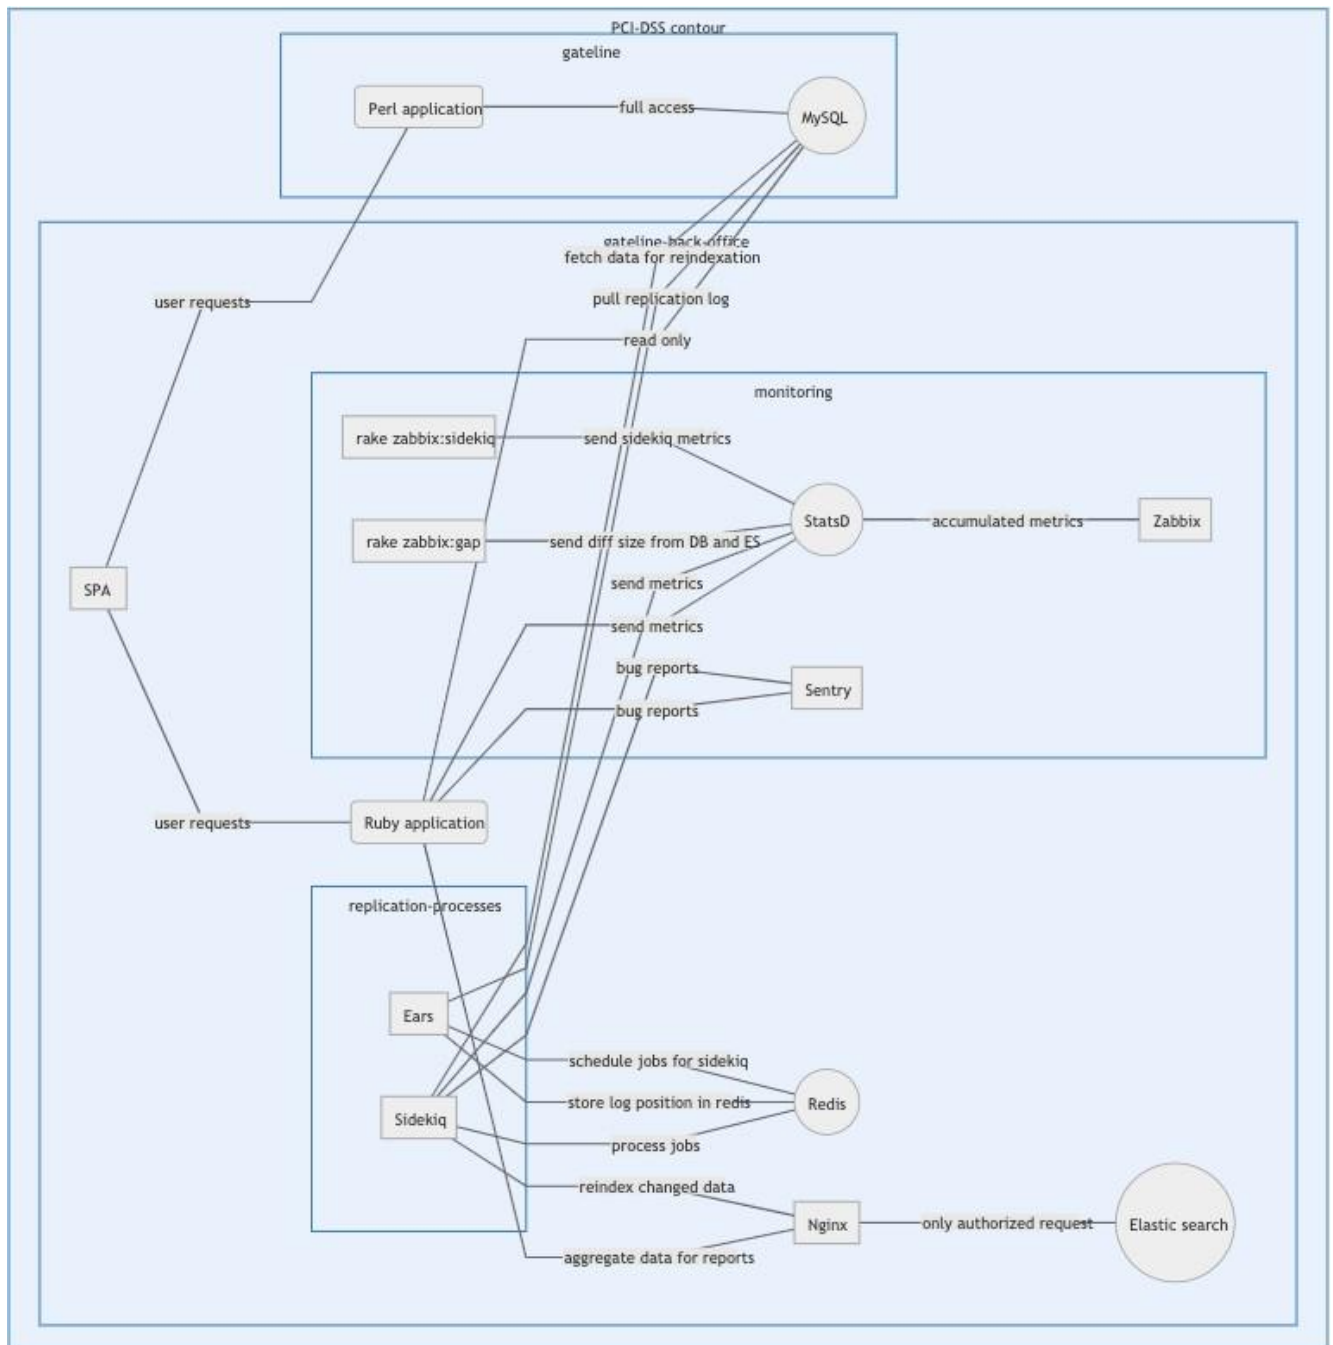 PCI-DSS contour
gateline
Perl application
full access
MySQL
gateline-back-office
fetch data for reindexation
user requests
pull replication log
read only
monitoring
rake zabbix:sidekiq
send sidekiq metrics
StatsD
accumulated metrics
Zabbix
rake zabbix:gap
send diff size from DB and ES
send metrics
SPA
send metrics
bug reports
Sentry
bug reports
user requests
Ruby application
replication-processes
Ears
schedule jobs for sidekiq
store log position in redis
Redis
Sidekiq
process jobs
reindex changed data
Nginx
only authorized request
Elastic search
aggregate data for reports